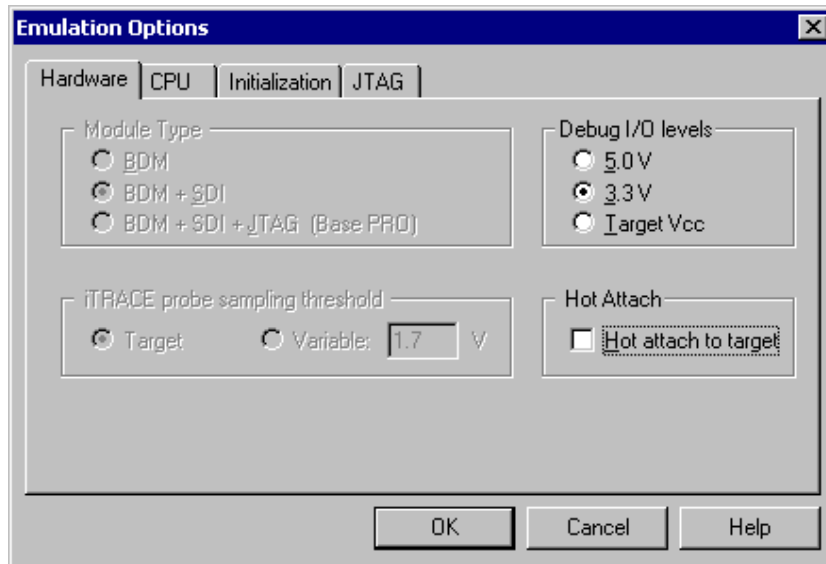 Emulation Options
Hardware CPU Initialization JTAG
Module Type
BDM
BDM + SDI
BDM + SDI + JTAG (Base PRO)
Debug I/O levels
5.0 V
3.3 V
Target Vcc
iTRACE probe sampling threshold
Target Variable: 1.7 V
Hot Attach
Hot attach to target
OK Cancel Help